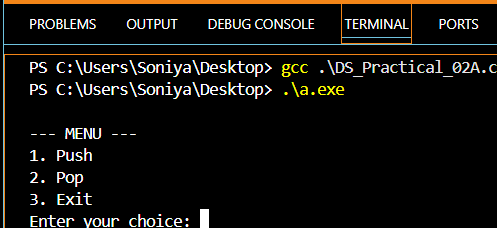 PROBLEMS OUTPUT DEBUG CONSOLE TERMINAL PORTS
PS C:\Users\Soniya\Desktop> gcc .\DS_Practical_02A.c
PS C:\Users\Soniya\Desktop> .\a.exe
--- MENU ---
1. Push
2. Pop
3. Exit
Enter your choice: